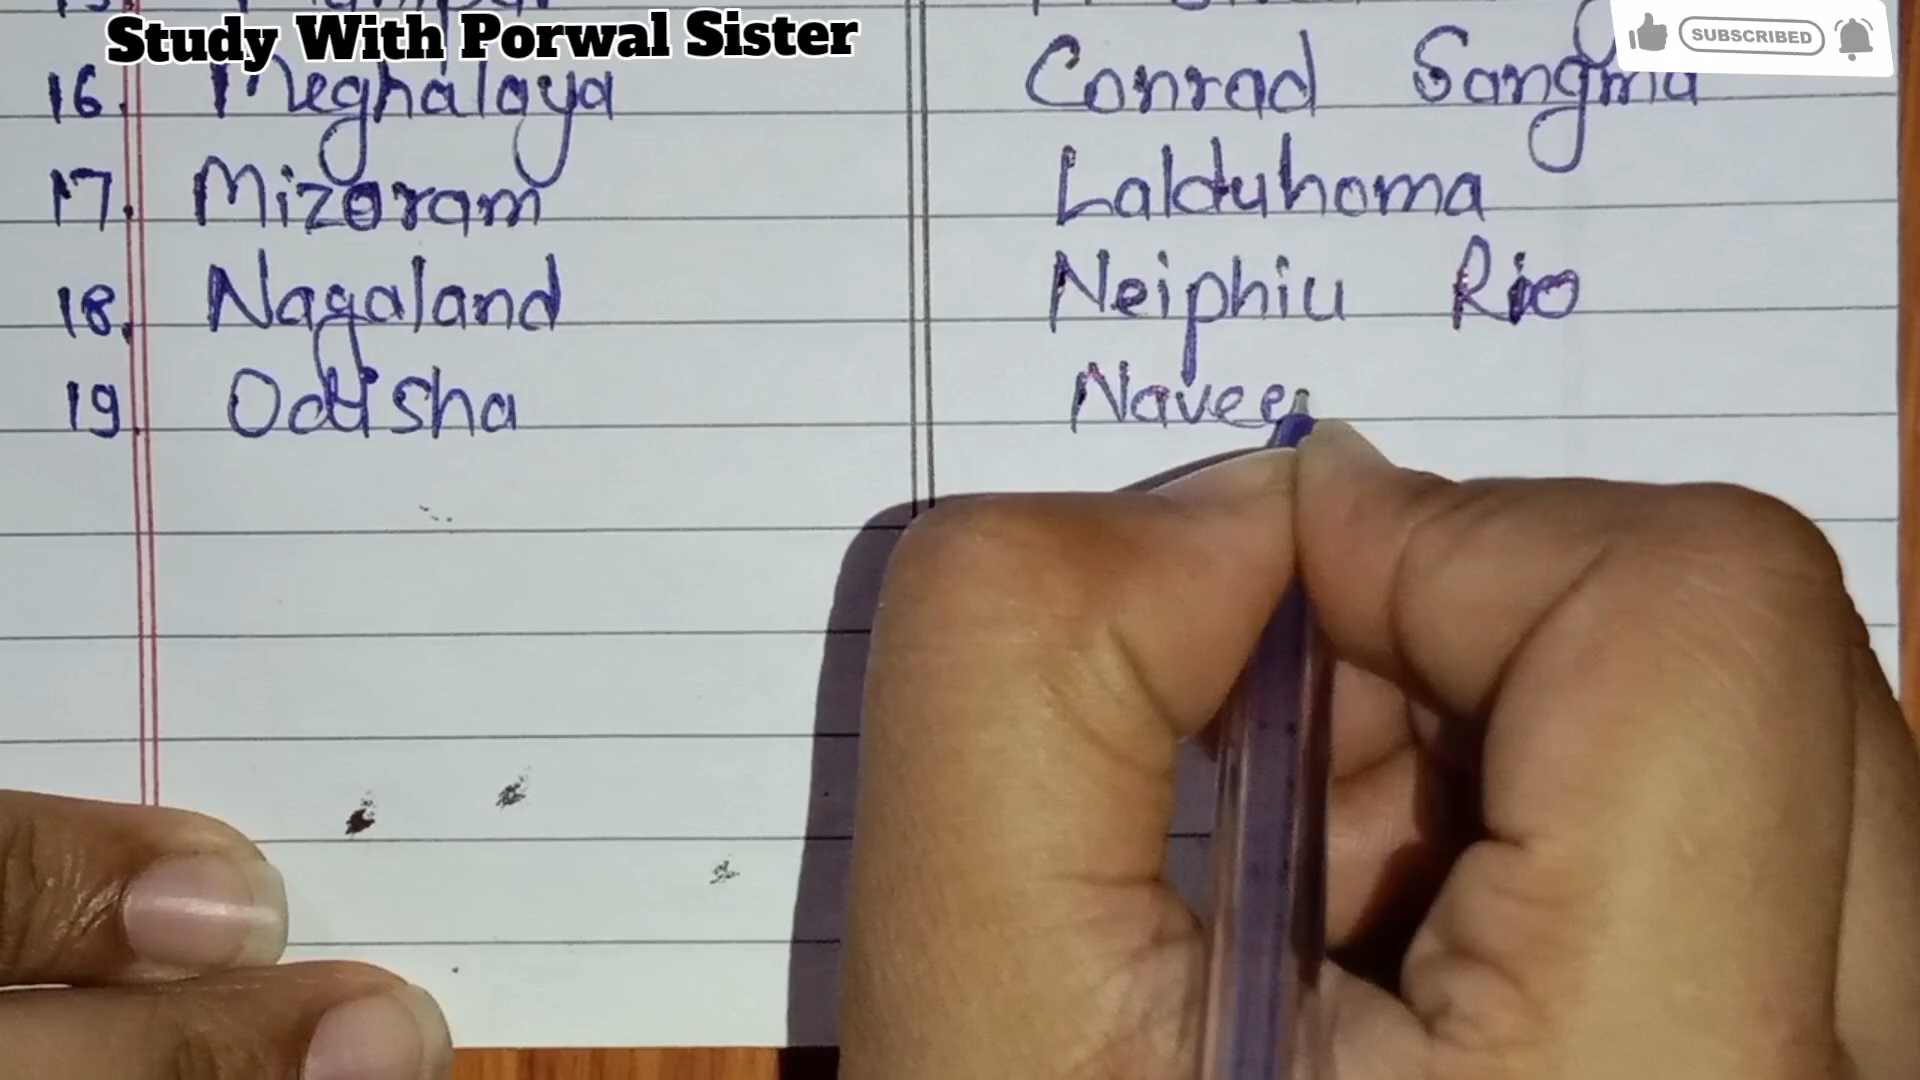 Study With Porwal Sister
SUBSCRIBED
16. Meghalaya Conrad Sangma
17. Mizoram Lalduhoma
18. Nagaland Neiphiu Rio
19. Odisha Navee